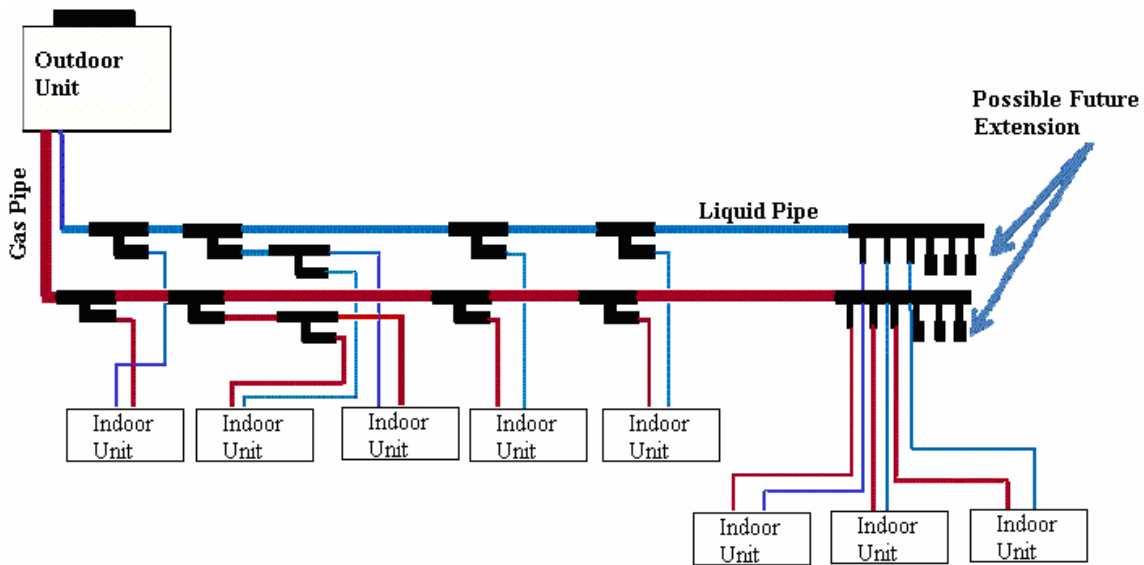 Outdoor
Unit
Possible Future
Extension
Gas Pipe
Liquid Pipe
Indoor
Unit
Indoor
Unit
Indoor
Unit
Indoor
Unit
Indoor
Unit
Indoor
Unit
Indoor
Unit
Indoor
Unit